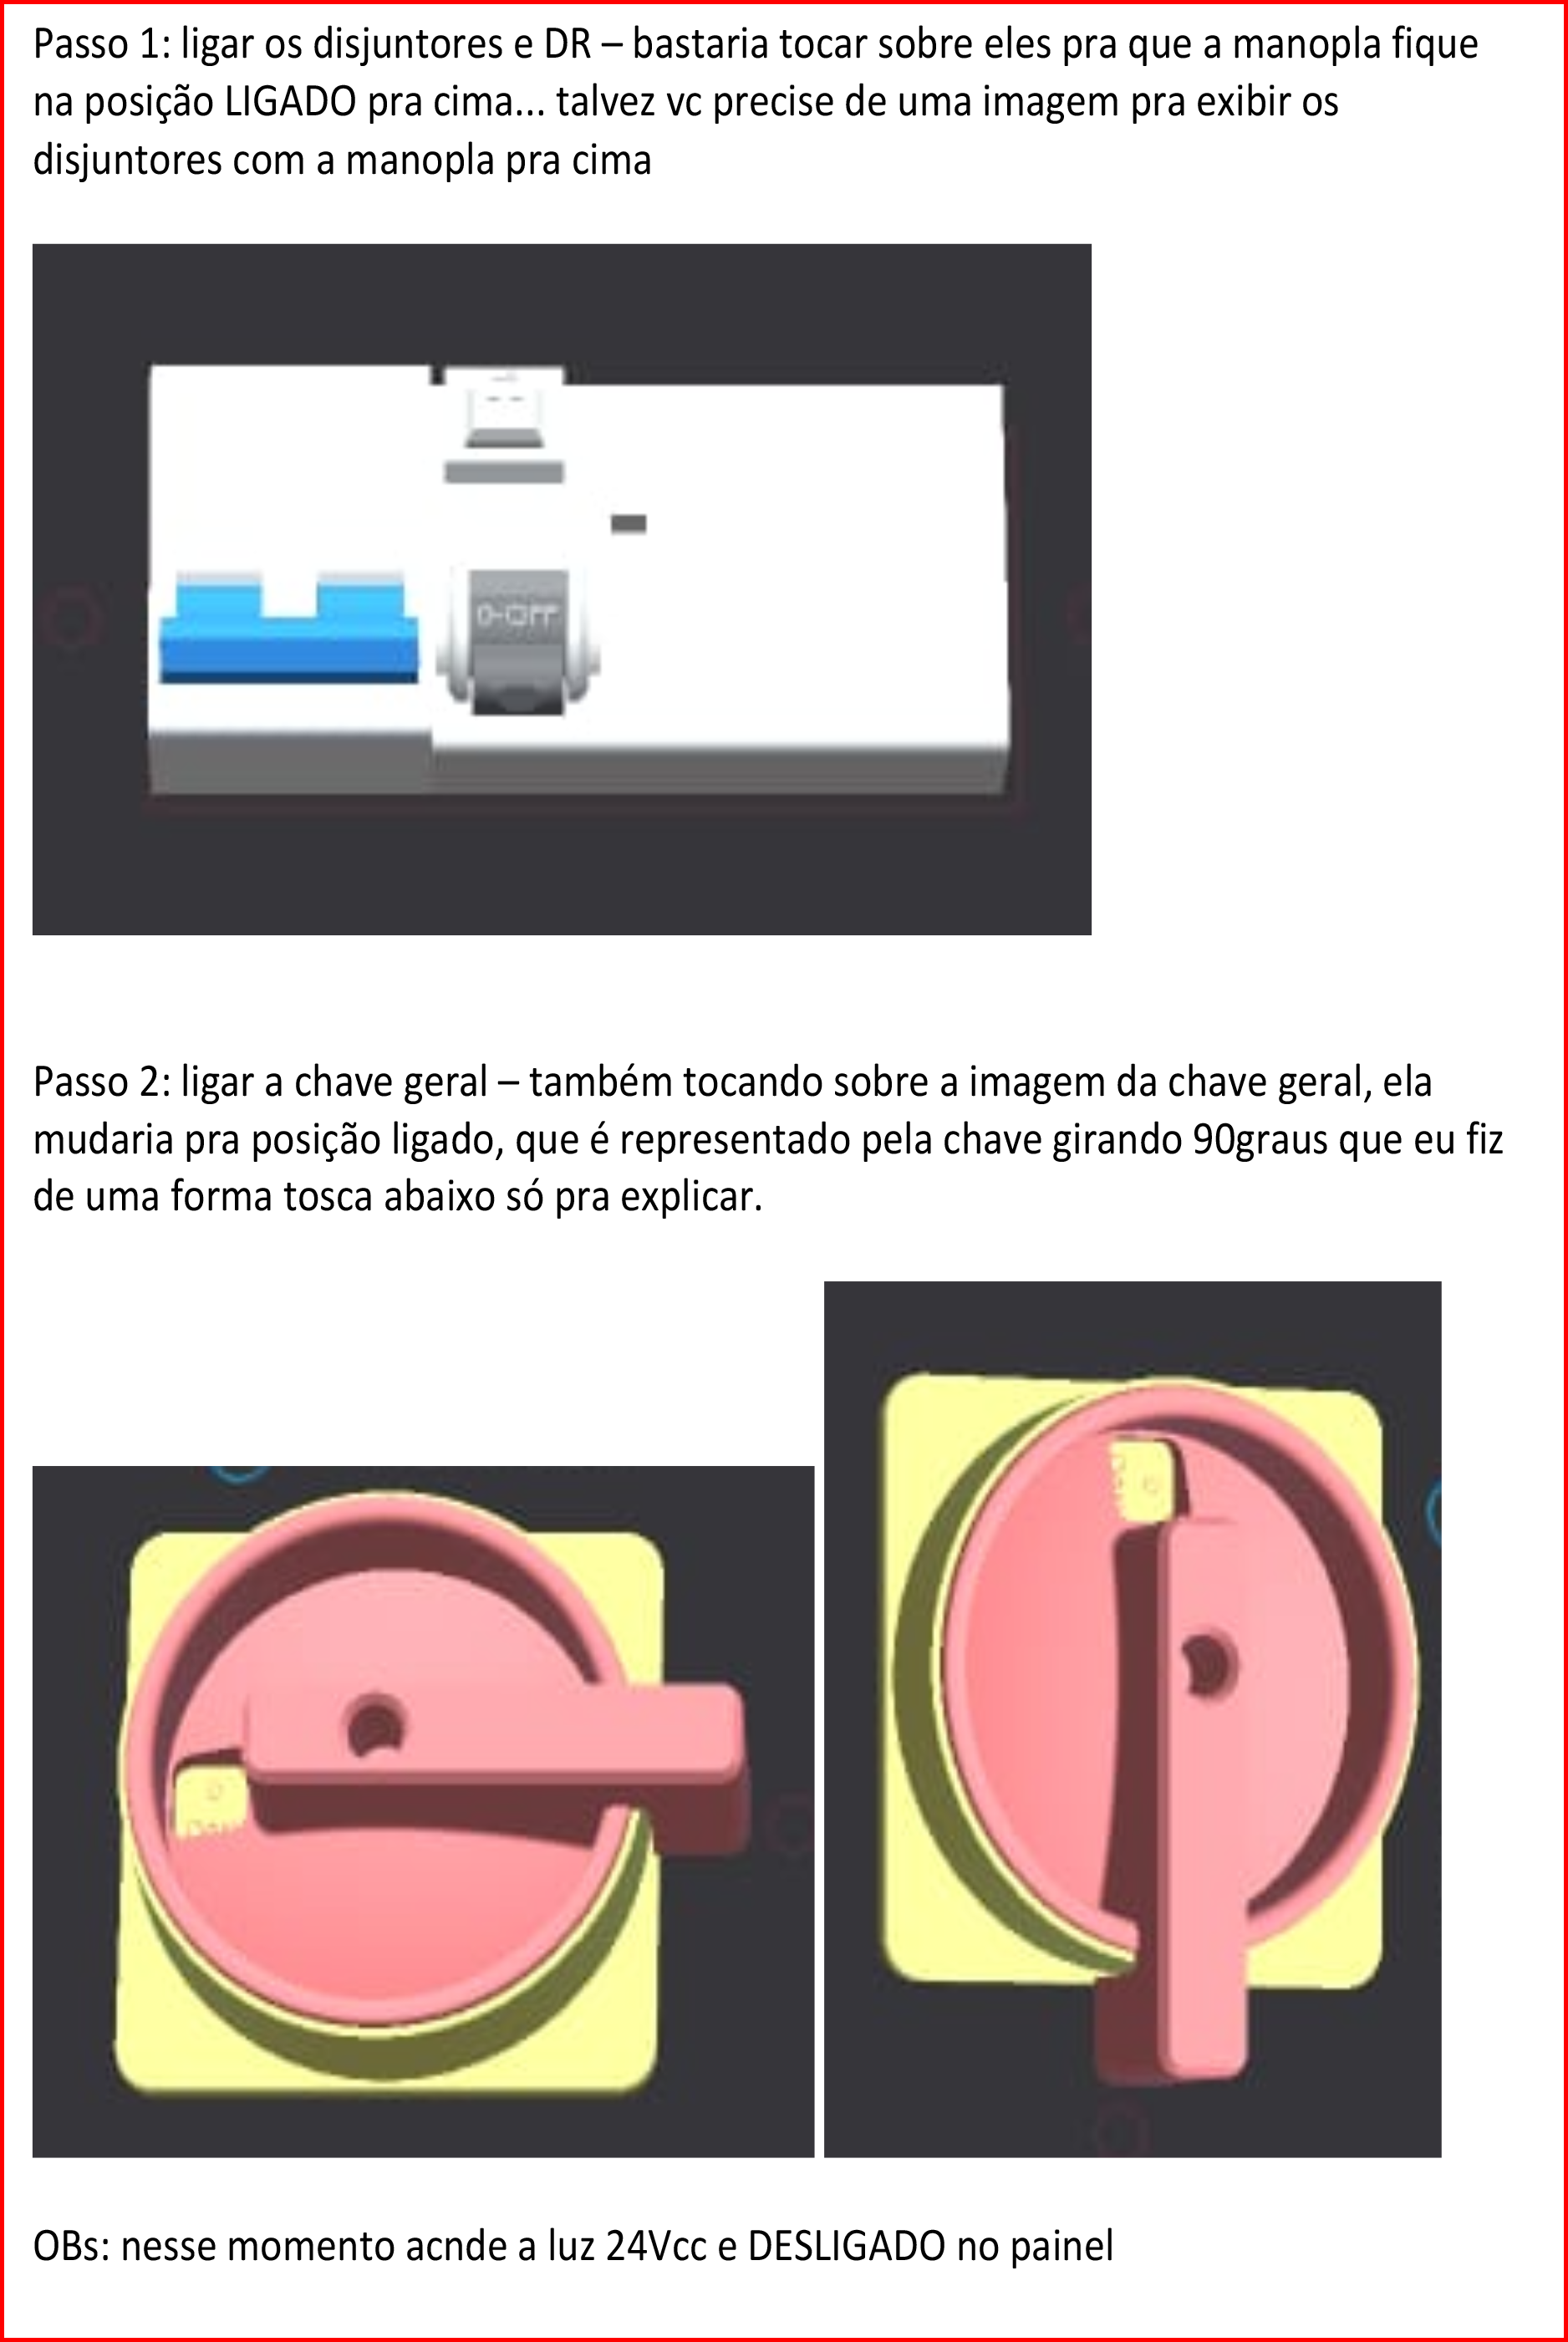 Passo 1: ligar os disjuntores e DR – bastaria tocar sobre eles pra que a manopla fique
na posição LIGADO pra cima... talvez vc precise de uma imagem pra exibir os
disjuntores com a manopla pra cima
0-OFF
Passo 2: ligar a chave geral – também tocando sobre a imagem da chave geral, ela
mudaria pra posição ligado, que é representado pela chave girando 90graus que eu fiz
de uma forma tosca abaixo só pra explicar.
OBs: nesse momento acnde a luz 24Vcc e DESLIGADO no painel